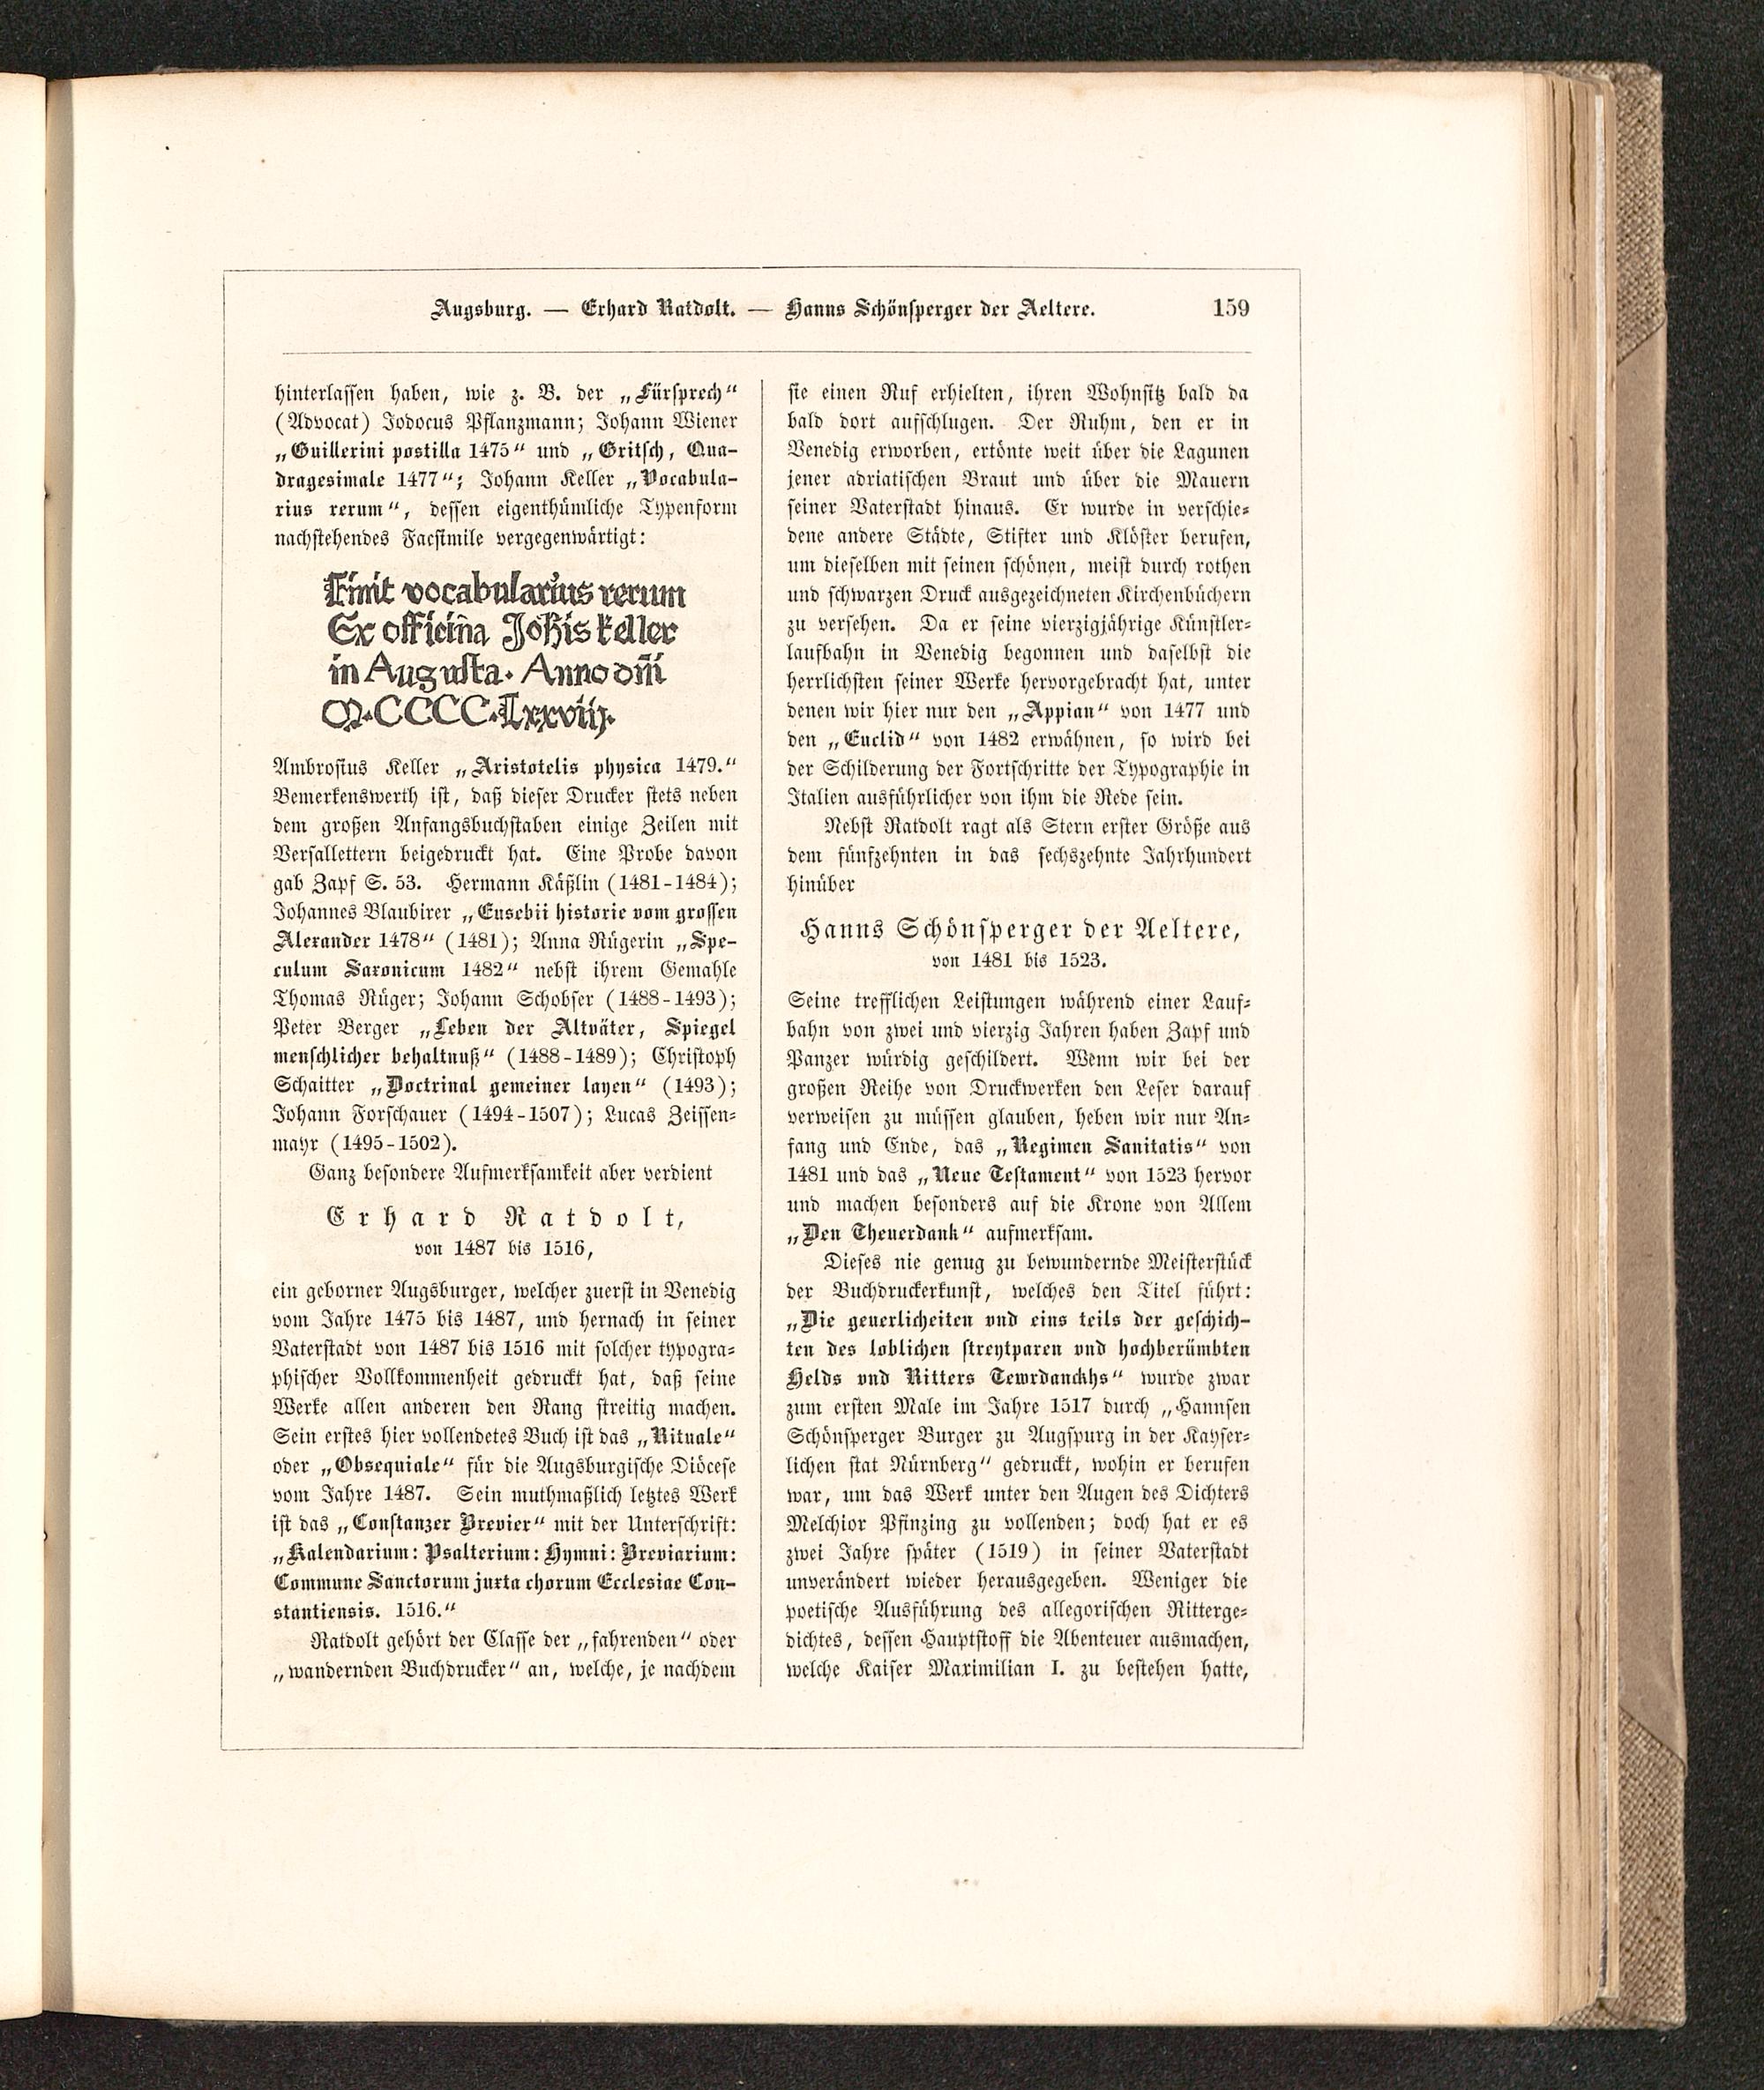 Augsburg. — Erhard Ratdolt. — Hanns Schönsperger der Aeltere. 159
hinterlassen haben, wie z. B. der „Fürsprech“
(Advocat) Jodocus Pflanzmann; Johann Wiener
„Guillerini postilla 1475“ und „Gritsch, Qua-
dragesimale 1477“; Johann Keller „Vocabula-
rius rerum“, dessen eigenthümliche Typenform
nachstehendes Facsimile vergegenwärtigt:
Finit vocabularius rerum
Ex officina Johis keller
in Augusta. Anno dñi
M.CCCC.Lxxviij.
Ambrosius Keller „Aristotelis physica 1479.“
Bemerkenswerth ist, daß dieser Drucker stets neben
dem großen Anfangsbuchstaben einige Zeilen mit
Versallettern beigedruckt hat. Eine Probe davon
gab Zapf S. 53. Hermann Käßlin (1481-1484);
Johannes Blaubirer „Eusebii historie vom grossen
Alexander 1478“ (1481); Anna Rügerin „Spe-
culum Saxonicum 1482“ nebst ihrem Gemahle
Thomas Rüger; Johann Schobser (1488-1493);
Peter Berger „Leben der Altväter, Spiegel
menschlicher behaltnuß“ (1488-1489); Christoph
Schaitter „Doctrinal gemeiner layen“ (1493);
Johann Forschauer (1494-1507); Lucas Zeissen-
mayr (1495-1502).
Ganz besondere Aufmerksamkeit aber verdient
Erhard Ratdolt,
von 1487 bis 1516,
ein geborner Augsburger, welcher zuerst in Venedig
vom Jahre 1475 bis 1487, und hernach in seiner
Vaterstadt von 1487 bis 1516 mit solcher typogra-
phischer Vollkommenheit gedruckt hat, daß seine
Werke allen anderen den Rang streitig machen.
Sein erstes hier vollendetes Buch ist das „Rituale“
oder „Obsequiale“ für die Augsburgische Diöcese
vom Jahre 1487. Sein muthmaßlich letztes Werk
ist das „Constanzer Brevier“ mit der Unterschrift:
„Kalendarium: Psalterium: Hymni: Breviarium:
Commune Sanctorum juxta chorum Ecclesiae Con-
stantiensis. 1516.“
Ratdolt gehört der Classe der „fahrenden“ oder
„wandernden Buchdrucker“ an, welche, je nachdem
sie einen Ruf erhielten, ihren Wohnsitz bald da
bald dort aufschlugen. Der Ruhm, den er in
Venedig erworben, ertönte weit über die Lagunen
jener adriatischen Braut und über die Mauern
seiner Vaterstadt hinaus. Er wurde in verschie-
dene andere Städte, Stifter und Klöster berufen,
um dieselben mit seinen schönen, meist durch rothen
und schwarzen Druck ausgezeichneten Kirchenbüchern
zu versehen. Da er seine vierzigjährige Künstler-
laufbahn in Venedig begonnen und daselbst die
herrlichsten seiner Werke hervorgebracht hat, unter
denen wir hier nur den „Appian“ von 1477 und
den „Euclid“ von 1482 erwähnen, so wird bei
der Schilderung der Fortschritte der Typographie in
Italien ausführlicher von ihm die Rede sein.
Nebst Ratdolt ragt als Stern erster Größe aus
dem fünfzehnten in das sechszehnte Jahrhundert
hinüber
Hanns Schönsperger der Aeltere,
von 1481 bis 1523.
Seine trefflichen Leistungen während einer Lauf-
bahn von zwei und vierzig Jahren haben Zapf und
Panzer würdig geschildert. Wenn wir bei der
großen Reihe von Druckwerken den Leser darauf
verweisen zu müssen glauben, heben wir nur An-
fang und Ende, das „Regimen Sanitatis“ von
1481 und das „Neue Testament“ von 1523 hervor
und machen besonders auf die Krone von Allem
„Den Theuerdank“ aufmerksam.
Dieses nie genug zu bewundernde Meisterstück
der Buchdruckerkunst, welches den Titel führt:
„Die geuerlicheiten vnd eins teils der geschich-
ten des loblichen streytparen vnd hochberümbten
Helds vnd Ritters Tewrdanckhs“ wurde zwar
zum ersten Male im Jahre 1517 durch „Hannsen
Schönsperger Burger zu Augspurg in der Kayser-
lichen stat Nürnberg“ gedruckt, wohin er berufen
war, um das Werk unter den Augen des Dichters
Melchior Pfinzing zu vollenden; doch hat er es
zwei Jahre später (1519) in seiner Vaterstadt
unverändert wieder herausgegeben. Weniger die
poetische Ausführung des allegorischen Ritterge-
dichtes, dessen Hauptstoff die Abenteuer ausmachen,
welche Kaiser Maximilian I. zu bestehen hatte,